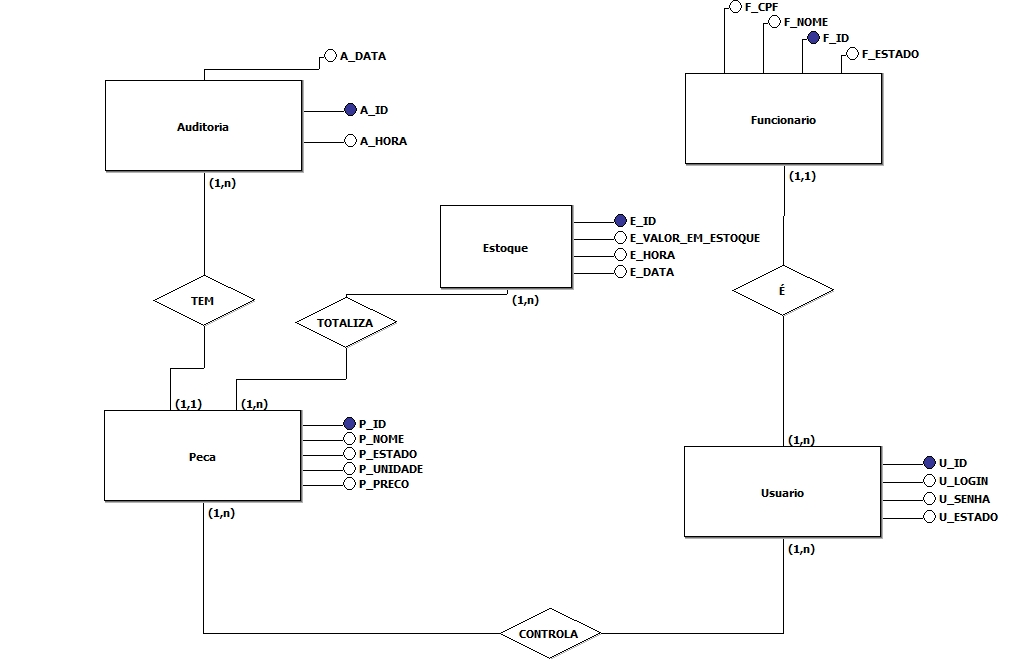 F_CPF
F_NOME
F_ID
F_ESTADO
Funcionario
(1,1)
A_DATA
Auditoria
A_ID
A_HORA
(1,n)
Estoque
E_ID
E_VALOR_EM_ESTOQUE
E_HORA
E_DATA
(1,n)
TEM
TOTALIZA
É
(1,1)
(1,n)
Peca
P_ID
P_NOME
P_ESTADO
P_UNIDADE
P_PRECO
(1,n)
(1,n)
Usuario
U_ID
U_LOGIN
U_SENHA
U_ESTADO
(1,n)
CONTROLA